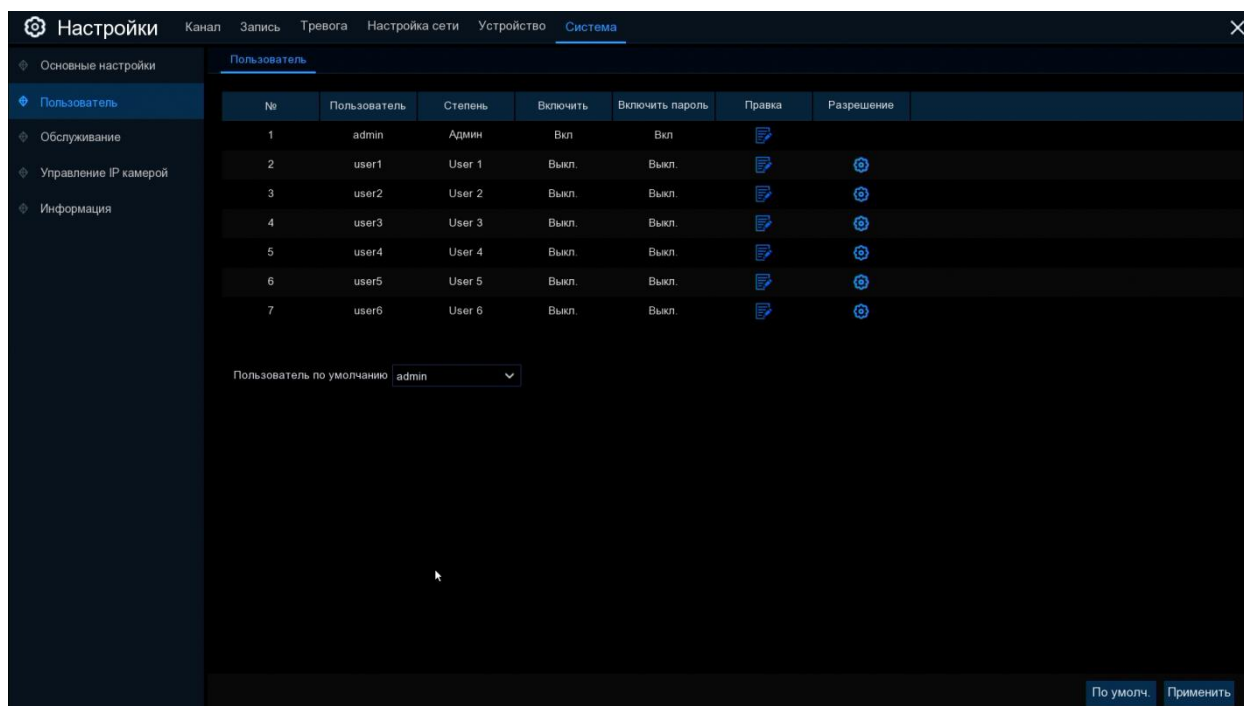 Настройки Канал Запись Тревога Настройка сети Устройство Система
Основные настройки
Пользователь
Обслуживание
Управление IP камерой
Информация
Пользователь
№ Пользователь Степень Включить Включить пароль Правка Разрешение
1 admin Админ Вкл Вкл
2 user1 User 1 Выкл. Выкл.
3 user2 User 2 Выкл. Выкл.
4 user3 User 3 Выкл. Выкл.
5 user4 User 4 Выкл. Выкл.
6 user5 User 5 Выкл. Выкл.
7 user6 User 6 Выкл. Выкл.
Пользователь по умолчанию admin
По умолч. Применить